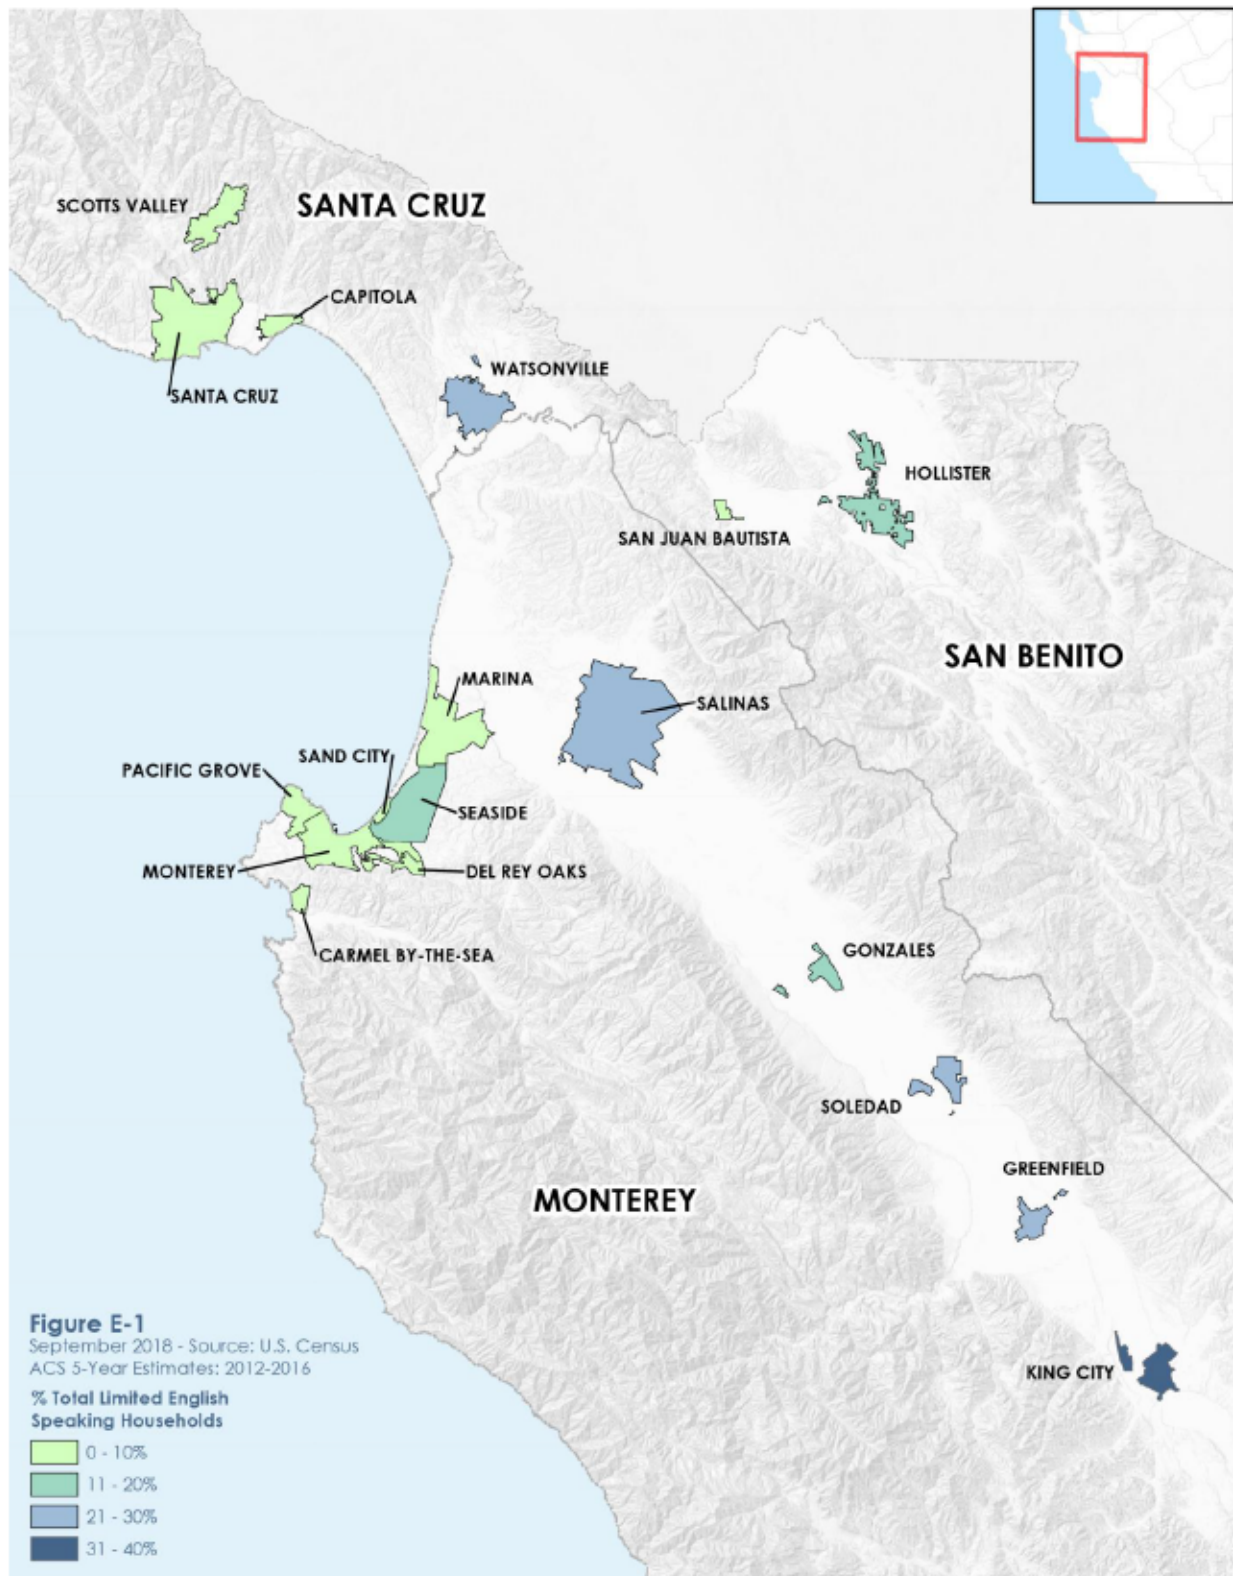 SCOTTS VALLEY
SANTA CRUZ
CAPITOLA
WATSONVILLE
SANTA CRUZ
HOLLISTER
SAN JUAN BAUTISTA
SAN BENITO
MARINA
SALINAS
SAND CITY
PACIFIC GROVE
SEASIDE
MONTEREY
DEL REY OAKS
CARMEL BY-THE-SEA
GONZALES
SOLEDAD
GREENFIELD
MONTEREY
KING CITY
Figure E-1
September 2018 - Source: U.S. Census
ACS 5-Year Estimates: 2012-2016
% Total Limited English
Speaking Households
0 - 10%
11 - 20%
21 - 30%
31 - 40%